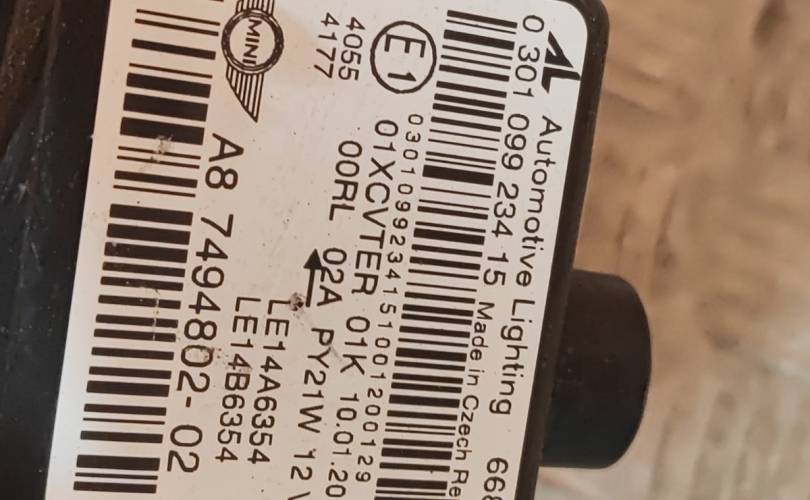 Automotive Lighting 668
0 301 099 234 15 Made in Czech Re
0301099234151001200129
E1
01XCVTER 01K 10.01.20
4055 00RL 02A PY21W 12V
4177
LE14A6354
LE14B6354
MINI
A8 7494802-02